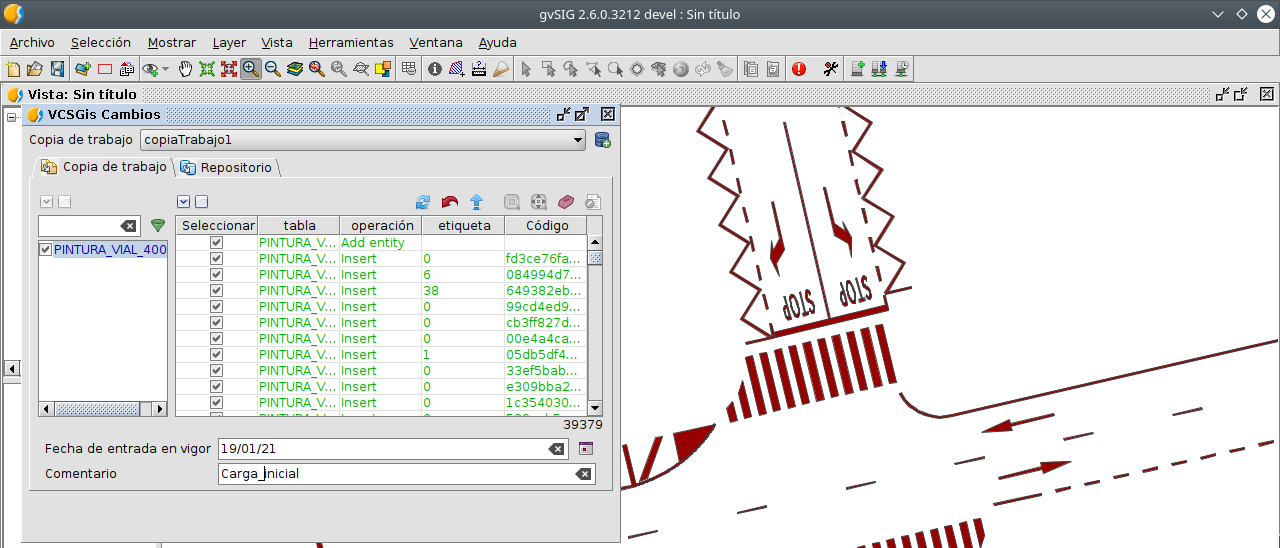 gvSIG 2.6.0.3212 devel : Sin título
Archivo Selección Mostrar Layer Vista Herramientas Ventana Ayuda
Vista: Sin título
VCSGis Cambios
Copia de trabajo copiaTrabajo1
Copia de trabajo Repositorio
Seleccionar tabla operación etiqueta Código
PINTURA_VIAL_400
PINTURA_V... Add entity
PINTURA_V... Insert 0 fd3ce76fa...
PINTURA_V... Insert 6 084994d7...
PINTURA_V... Insert 38 649382eb...
PINTURA_V... Insert 0 99cd4ed9...
PINTURA_V... Insert 0 cb3ff827d...
PINTURA_V... Insert 0 00e4a4ca...
PINTURA_V... Insert 1 05db5df4...
PINTURA_V... Insert 0 33ef5bab...
PINTURA_V... Insert 0 e309bba2...
PINTURA_V... Insert 0 1c354030...
39379
Fecha de entrada en vigor 19/01/21
Comentario Carga_inicial
STOP STOP